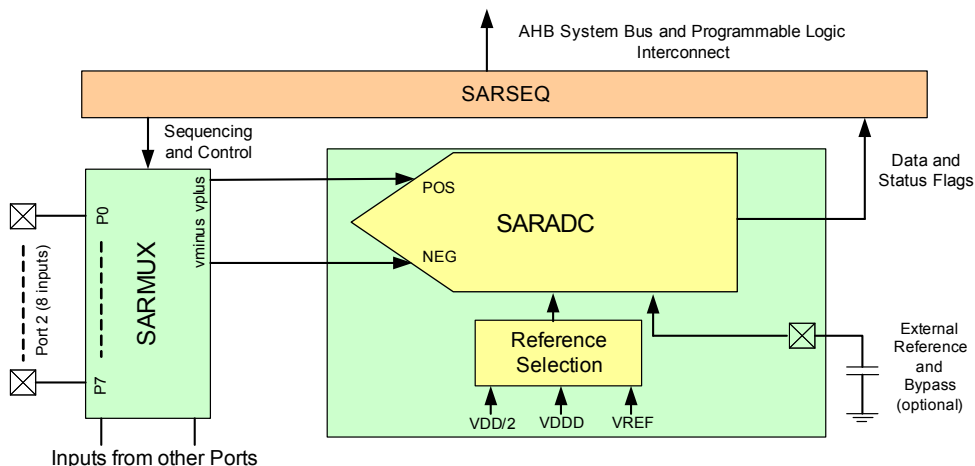 AHB System Bus and Programmable Logic
Interconnect
SARSEQ
Sequencing
and Control
Data and
Status Flags
vminus vplus
POS
P0
SARADC
NEG
SARMUX
Port 2 (8 inputs)
Reference
Selection
External
Reference
and
Bypass
(optional)
P7
VDD/2 VDDD VREF
Inputs from other Ports